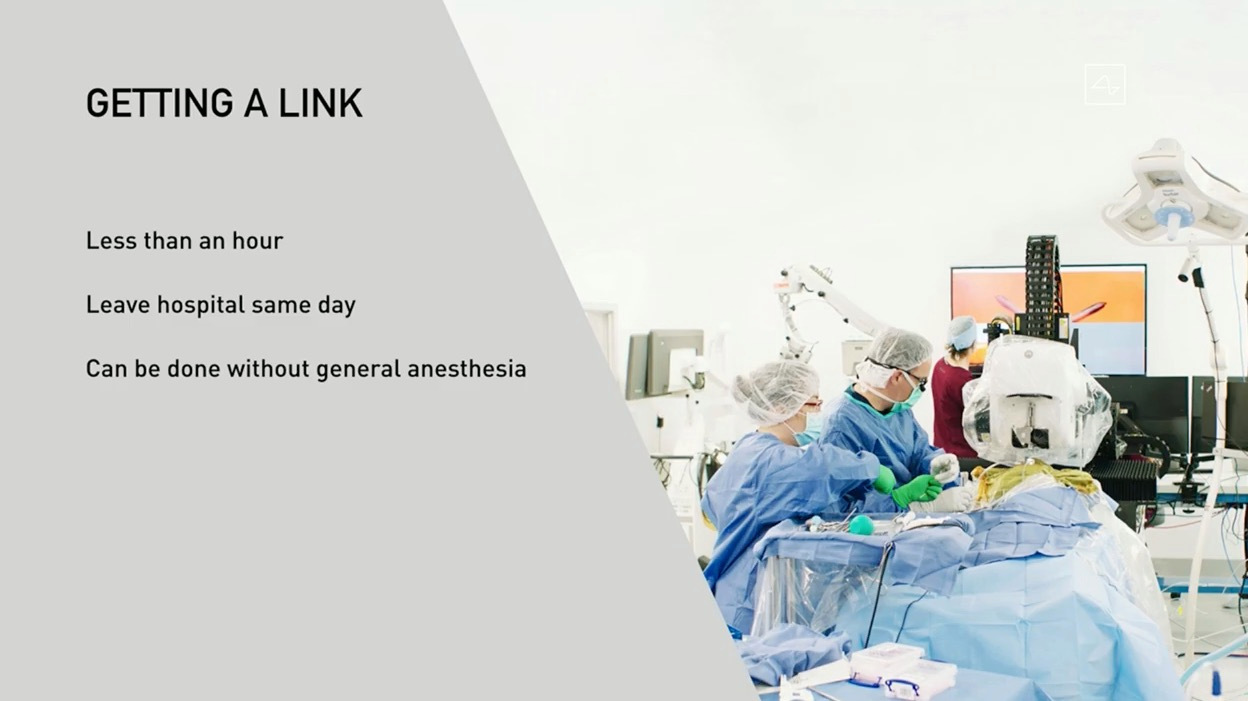 GETTING A LINK
Less than an hour
Leave hospital same day
Can be done without general anesthesia